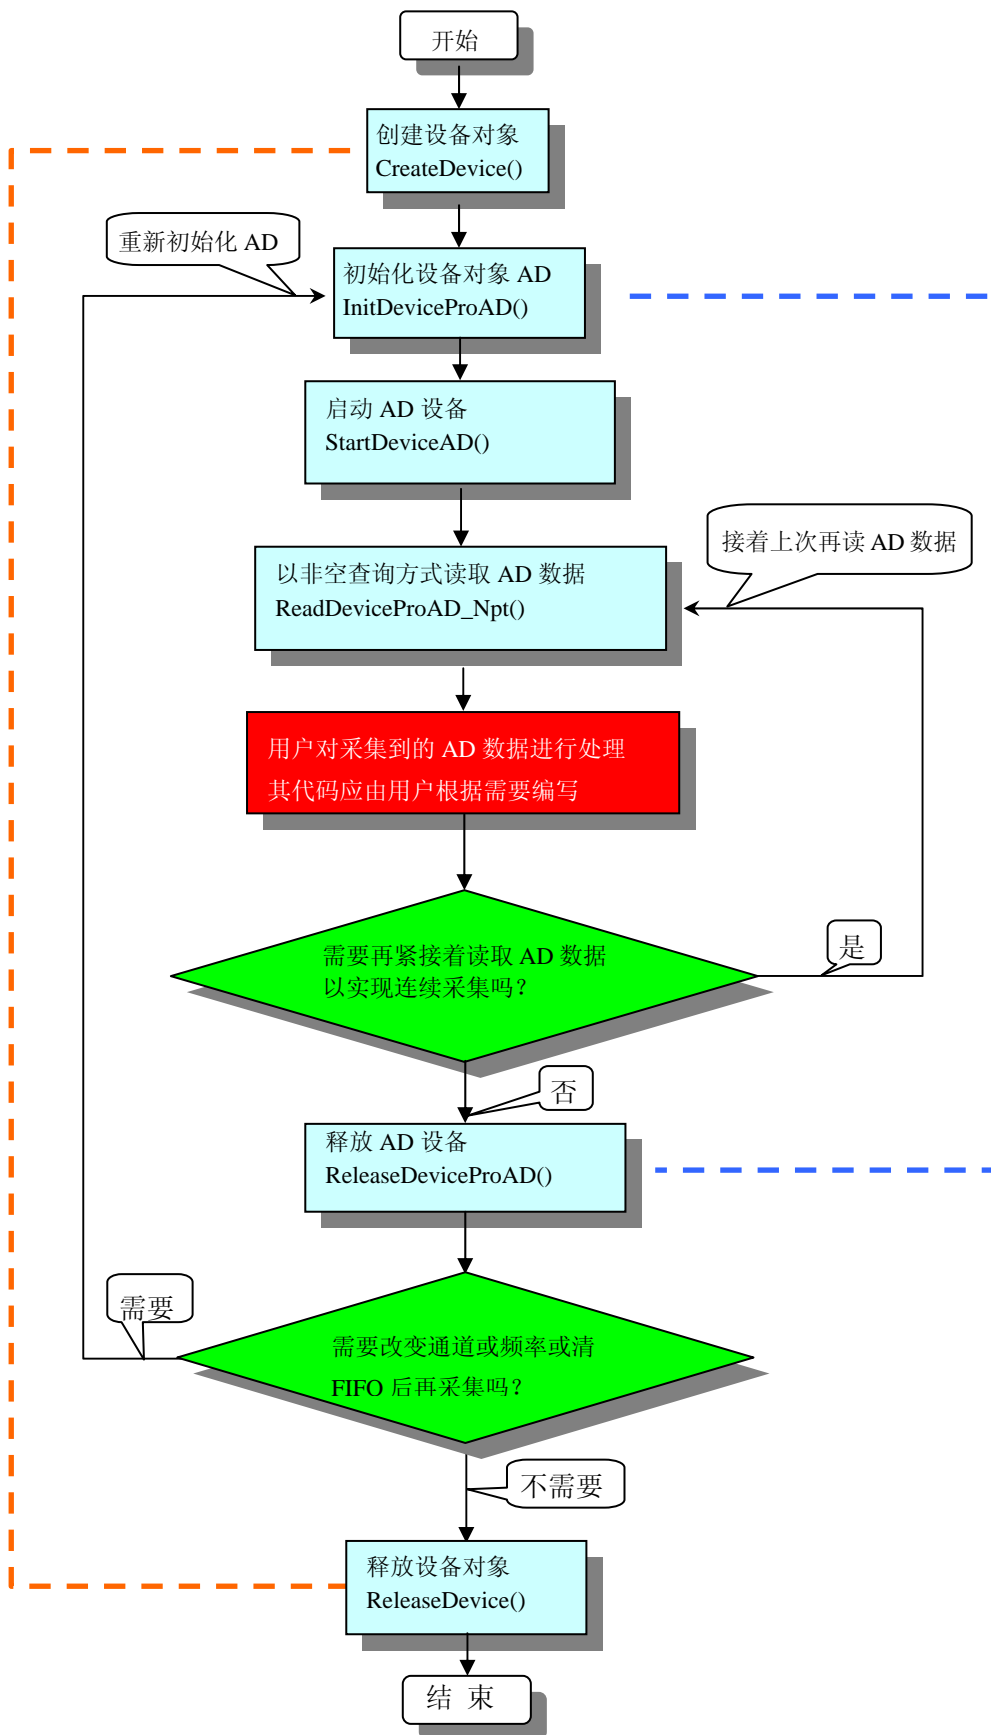 开始
创建设备对象
CreateDevice()
重新初始化 AD
初始化设备对象 AD
InitDeviceProAD()
启动 AD 设备
StartDeviceAD()
接着上次再读 AD 数据
以非空查询方式读取 AD 数据
ReadDeviceProAD_Npt()
用户对采集到的 AD 数据进行处理
其代码应由用户根据需要编写
需要再紧接着读取 AD 数据
以实现连续采集吗？
是
否
释放 AD 设备
ReleaseDeviceProAD()
需要
需要改变通道或频率或清
FIFO 后再采集吗？
不需要
释放设备对象
ReleaseDevice()
结 束